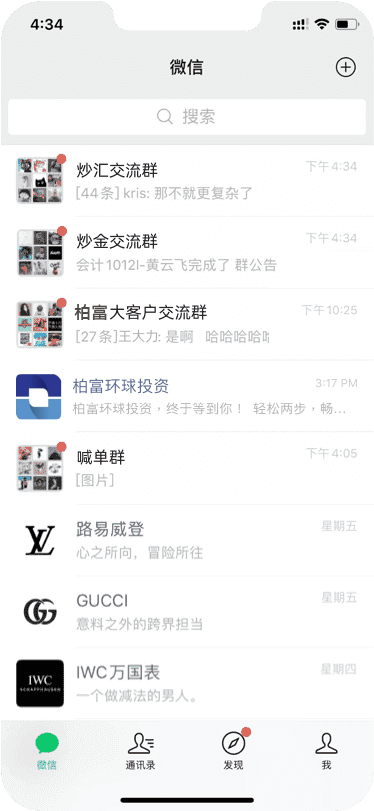 4:34
微信
搜索
炒汇交流群
下午4:34
[44条] kris: 那不就更复杂了
炒金交流群
下午4:34
会计1012I-黄云飞完成了 群公告
柏富大客户交流群
下午10:25
[27条]王大力: 是啊 哈哈哈哈
柏富环球投资
3:17 PM
柏富环球投资，终于等到你！ 轻松两步，畅...
喊单群
下午4:05
[图片]
路易威登
星期五
心之所向，冒险所往
GUCCI
星期五
意料之外的跨界担当
IWC
SCHAFFHAUSEN
IWC万国表
星期四
一个做减法的男人。
微信
通讯录
发现
我